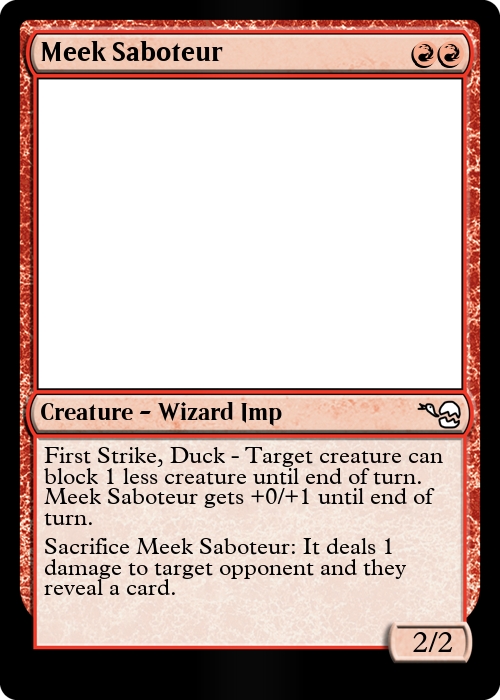 Meek Saboteur
Creature – Wizard Imp
First Strike, Duck - Target creature can
block 1 less creature until end of turn.
Meek Saboteur gets +0/+1 until end of
turn.
Sacrifice Meek Saboteur: It deals 1
damage to target opponent and they
reveal a card.
2/2